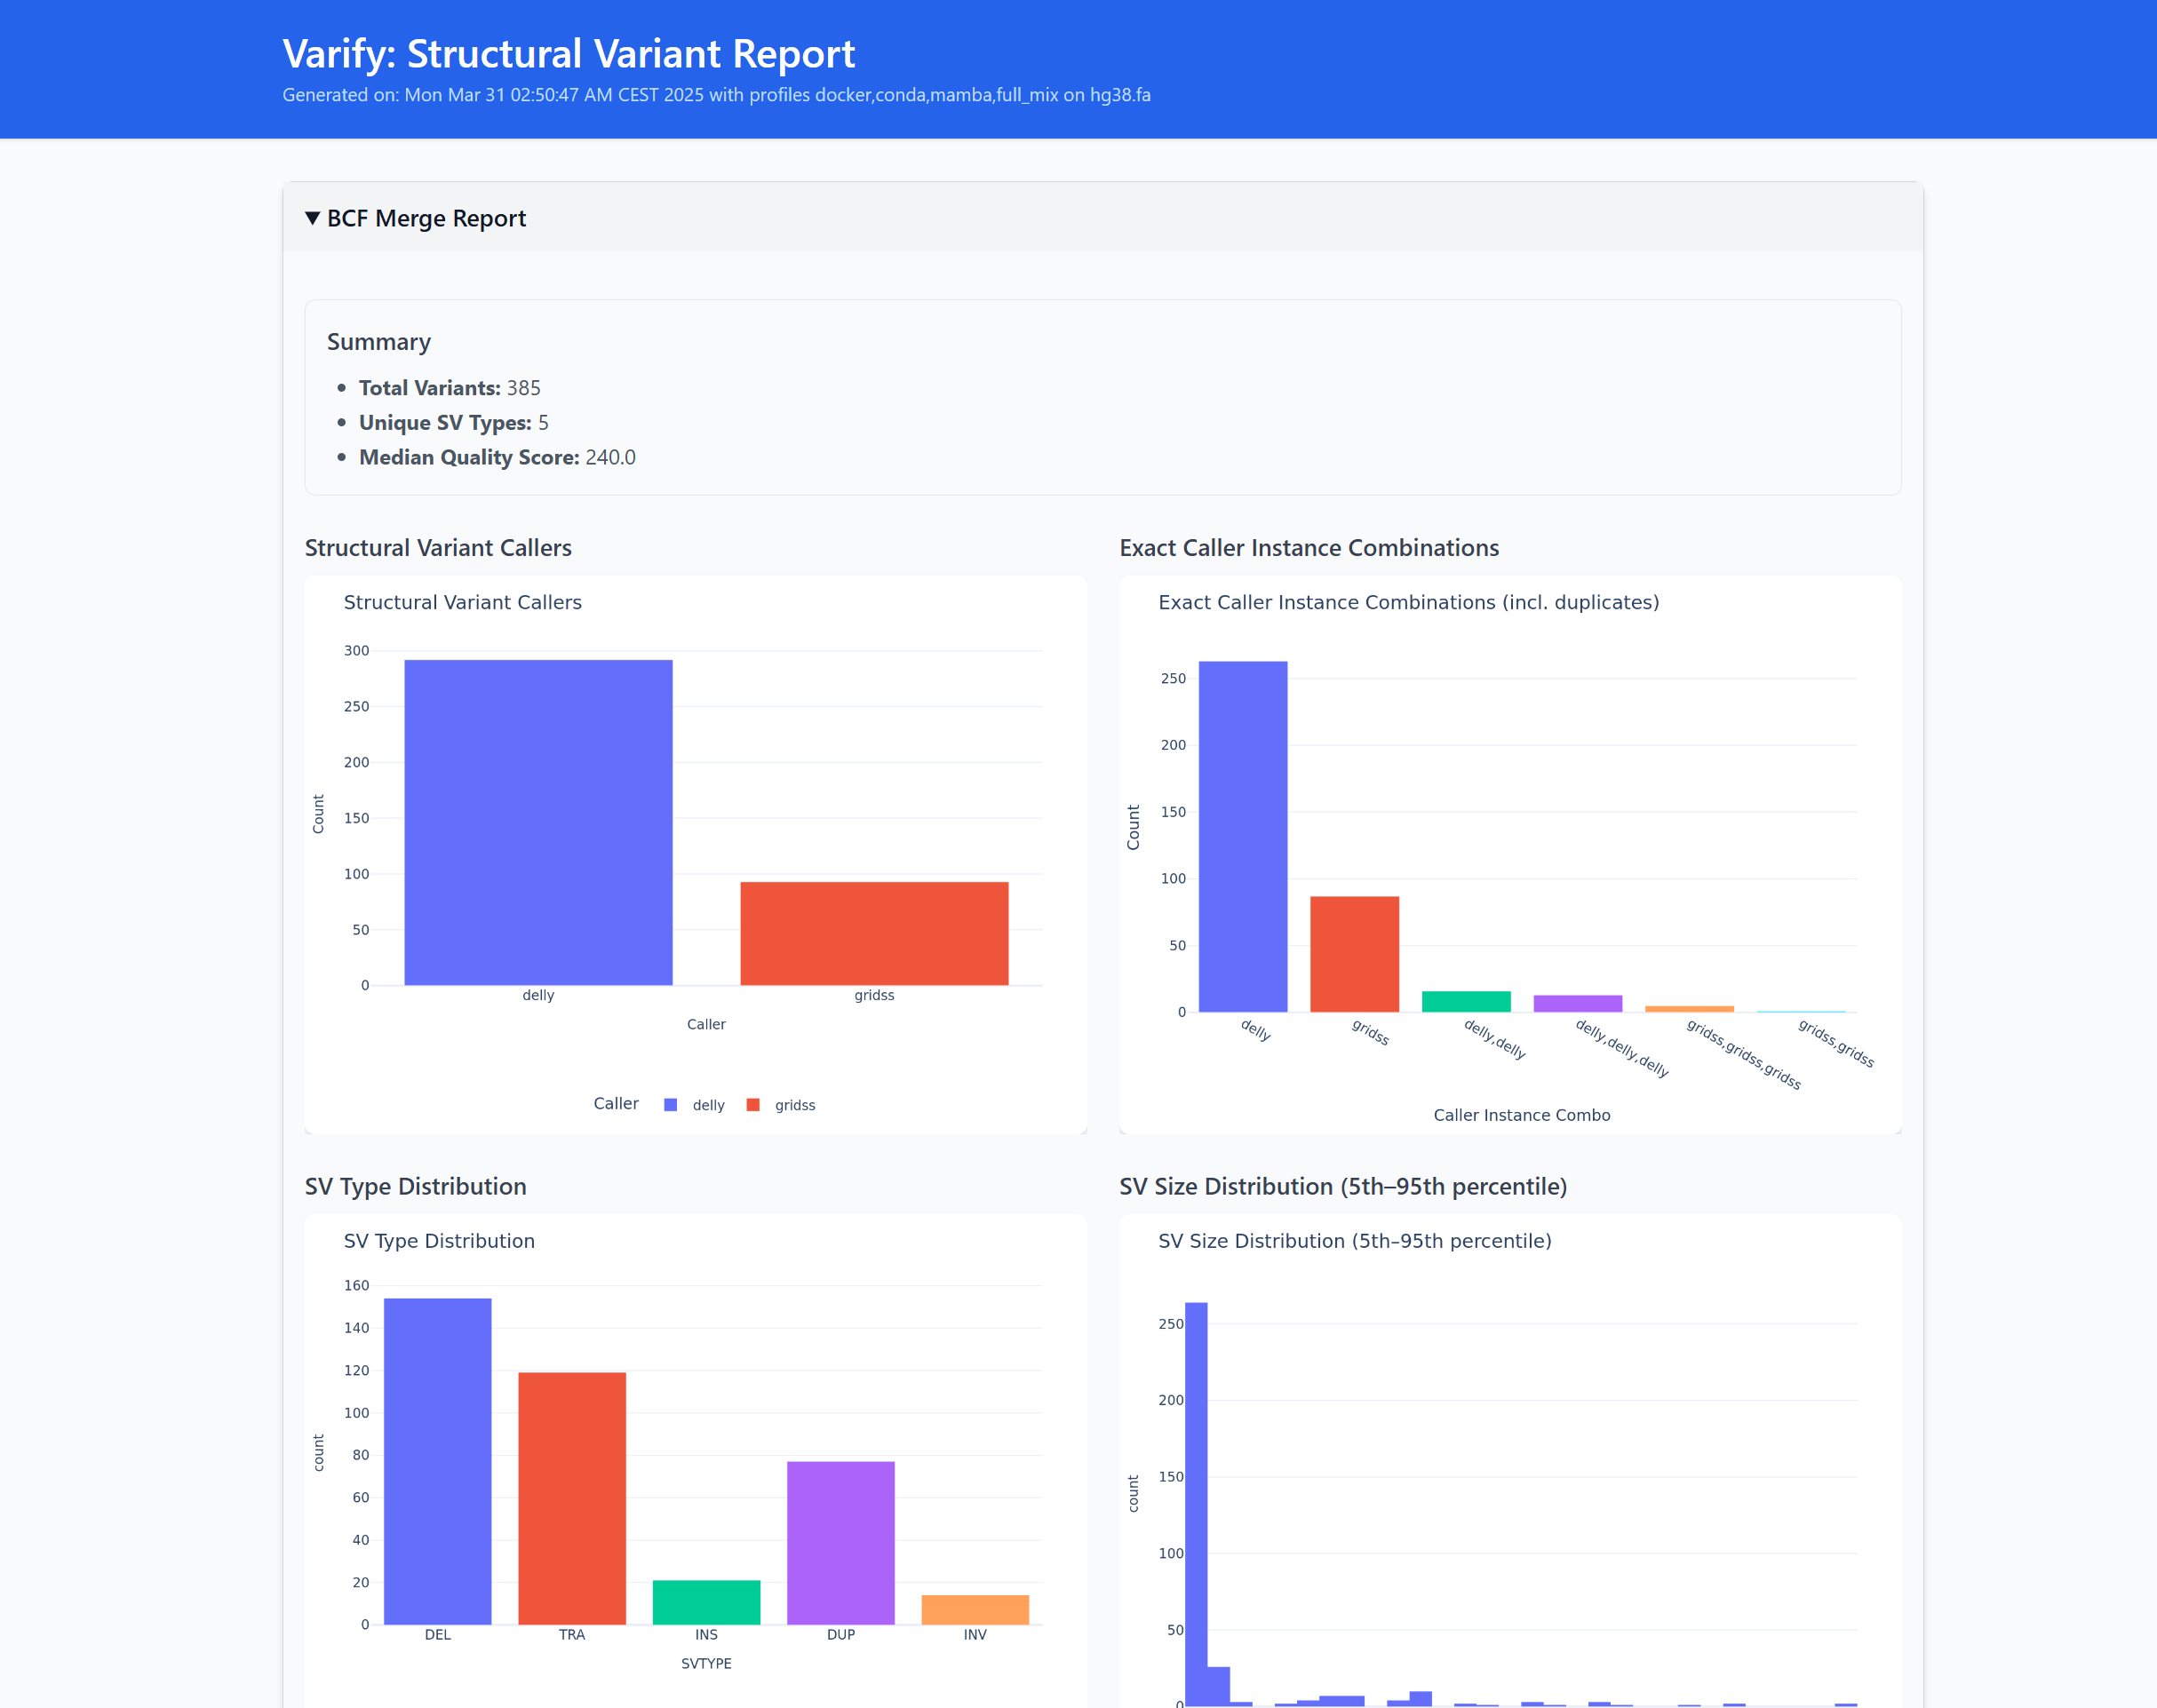 Varify: Structural Variant Report
Generated on: Mon Mar 31 02:50:47 AM CEST 2025 with profiles docker,conda,mamba,full_mix on hg38.fa
▼ BCF Merge Report
Summary
• Total Variants: 385
• Unique SV Types: 5
• Median Quality Score: 240.0
Structural Variant Callers
Structural Variant Callers
300
250
200
150
100
50
0
Count
delly
gridss
Caller
Caller
delly
gridss
Exact Caller Instance Combinations
Exact Caller Instance Combinations (incl. duplicates)
250
200
150
100
50
0
Count
delly
gridss
delly,delly
delly,delly,delly
gridss,gridss,gridss
gridss,gridss
Caller Instance Combo
SV Type Distribution
SV Type Distribution
160
140
120
100
80
60
40
20
0
count
DEL
TRA
INS
DUP
INV
SVTYPE
SV Size Distribution (5th–95th percentile)
SV Size Distribution (5th–95th percentile)
250
200
150
100
50
0
count